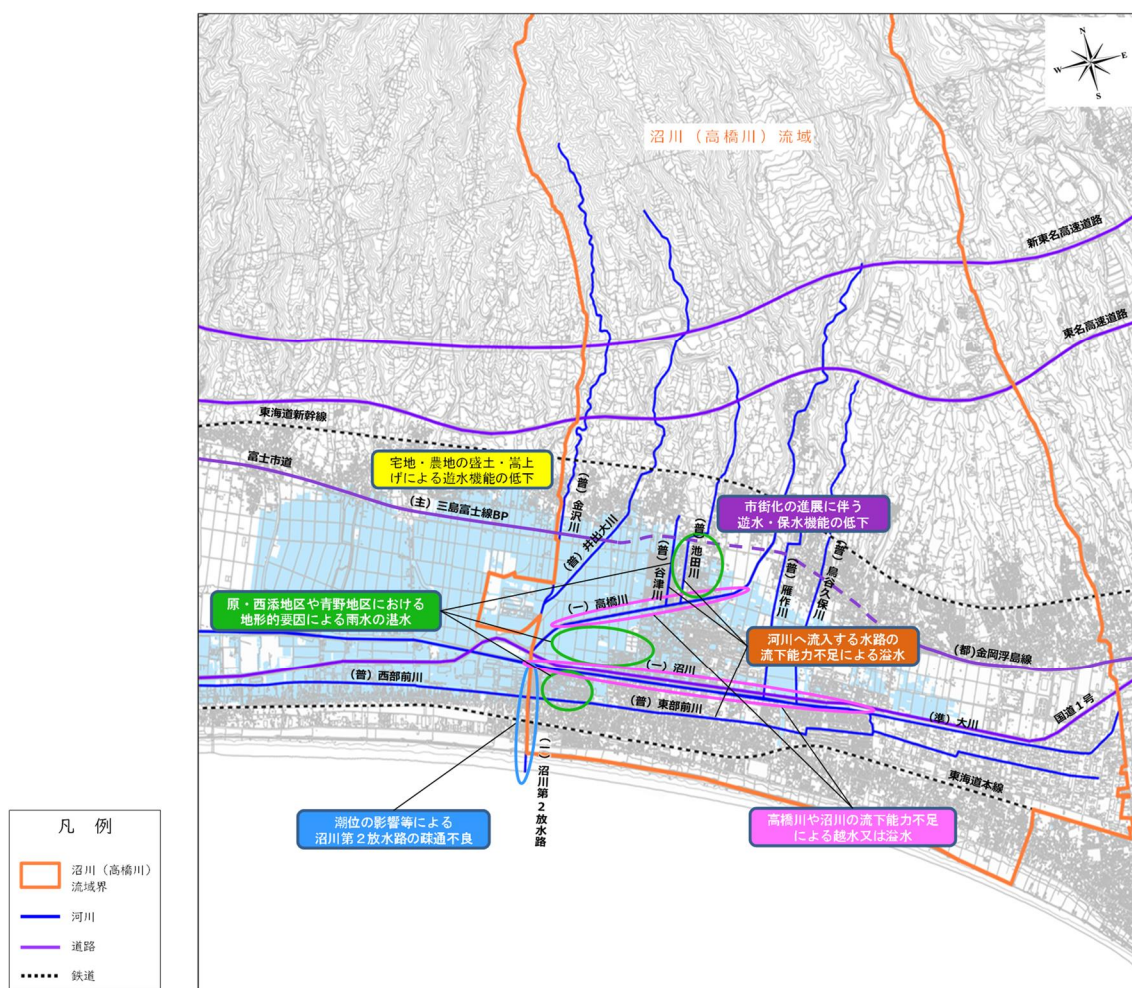 N
W
E
S
沼川(高橋川)流域
新東名高速道路
東名高速道路
東海道新幹線
富士市道
宅地・農地の盛土・嵩上
げによる遊水機能の低下
(主)三島富士線BP
(普)金沢川
市街化の進展に伴う
遊水・保水機能の低下
(普)井出大川
(普)谷津川
(普)池田川
(普)雁作川
(普)鳥谷久保川
原・西添地区や青野地区における
地形的要因による雨水の湛水
(一)高橋川
河川へ流入する水路の
流下能力不足による溢水
(一)沼川
(都)金岡浮島線
(普)西部前川
(普)東部前川
(準)大川
国道1号
(一)沼川第2放水路
東海道本線
潮位の影響等による
沼川第2放水路の疎通不良
高橋川や沼川の流下能力不足
による越水又は溢水
凡 例
沼川(高橋川)
流域界
河川
道路
鉄道